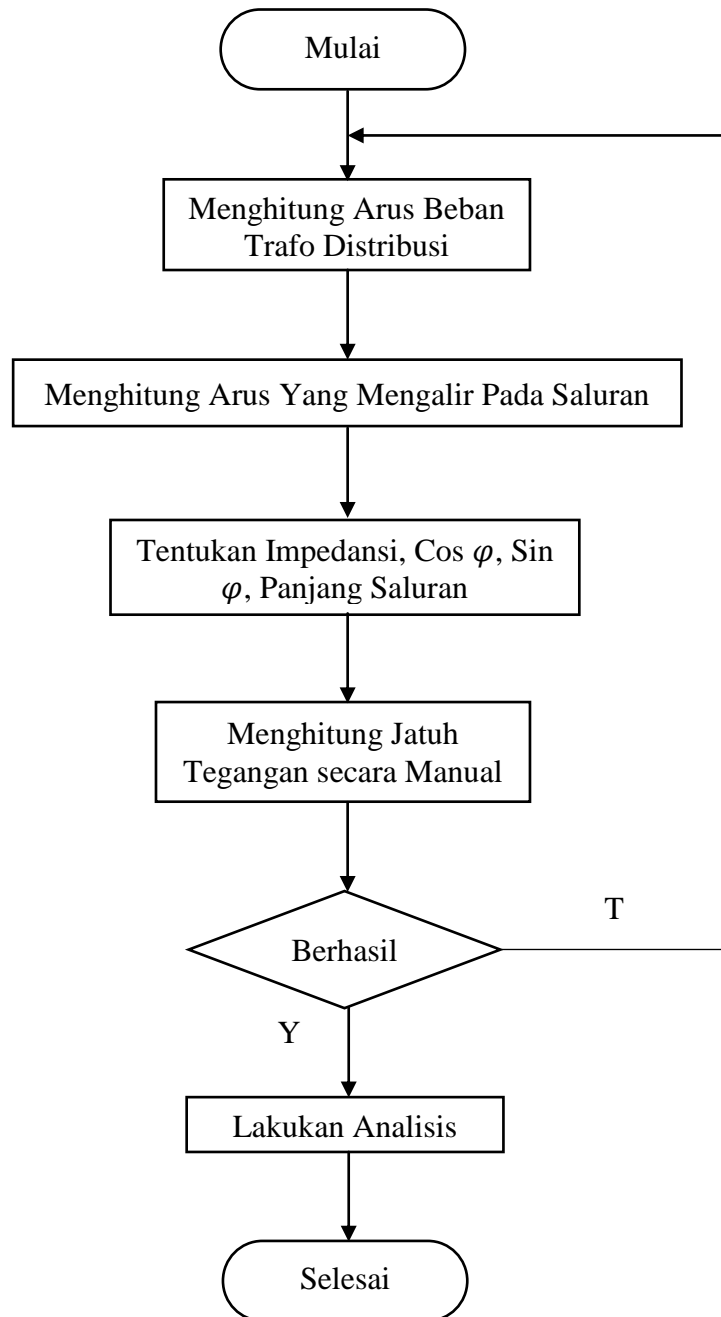 Mulai
Menghitung Arus Beban
Trafo Distribusi
Menghitung Arus Yang Mengalir Pada Saluran
Tentukan Impedansi, Cos 𝜑, Sin
𝜑, Panjang Saluran
Menghitung Jatuh
Tegangan secara Manual
Berhasil
T
Y
Lakukan Analisis
Selesai